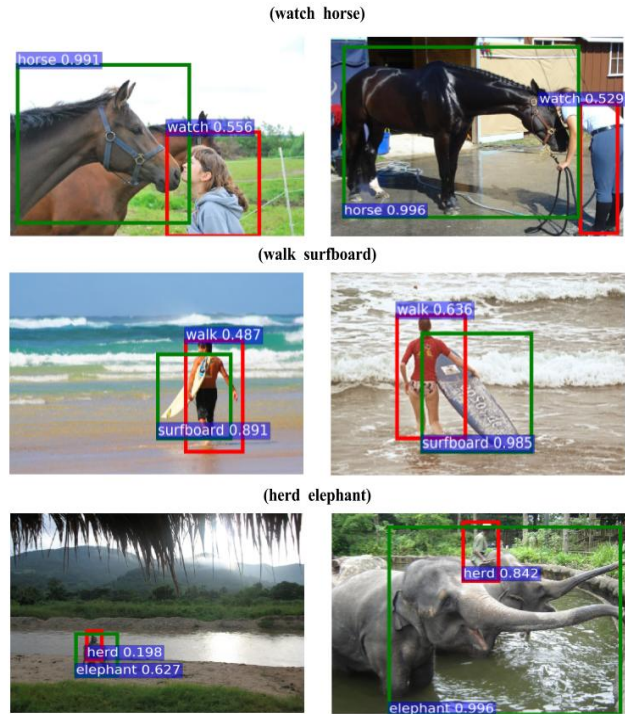 (watch horse)
horse 0.991
watch 0.556
watch 0.529
horse 0.996
(walk surfboard)
walk 0.487
surfboard 0.891
walk 0.636
surfboard 0.985
(herd elephant)
herd 0.198
elephant 0.627
herd 0.842
elephant 0.996